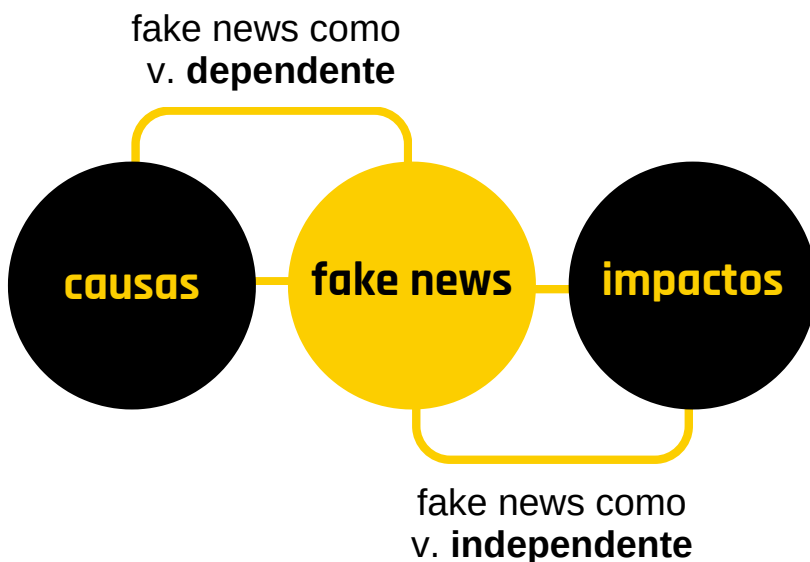 fake news como
v. dependente
causas
fake news
impactos
fake news como
v. independente